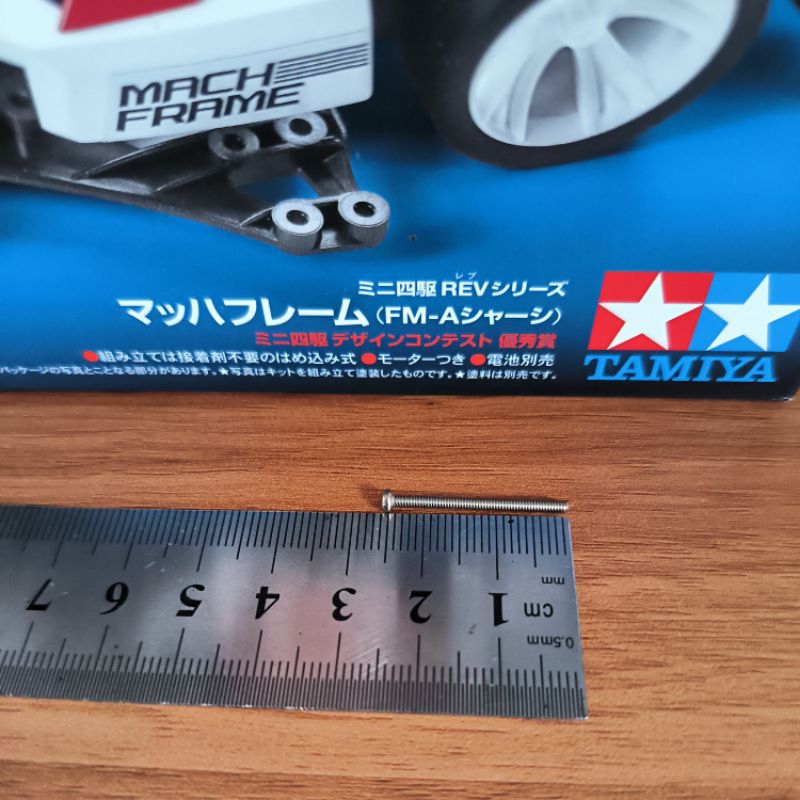 MACH
FRAME
レブ
ミニ四駆 REVシリーズ
マッハフレーム（FM-Aシャーシ）
ミニ四駆 デザインコンテスト 優秀賞
●組み立ては接着剤不要のはめ込み式 ●モーターつき ●電池別売
パッケージの写真とことなる部分があります。★写真はキットを組み立て塗装したものです。★塗料は別売です。
TAMIYA
mm
7 6 5 4 3 2 1 cm
0.5mm